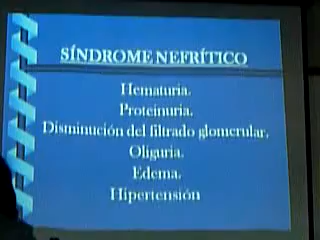 SÍNDROME NEFRÍTICO
Hematuria.
Proteinuria.
Disminución del filtrado glomerular.
Oliguria.
Edema.
Hipertensión